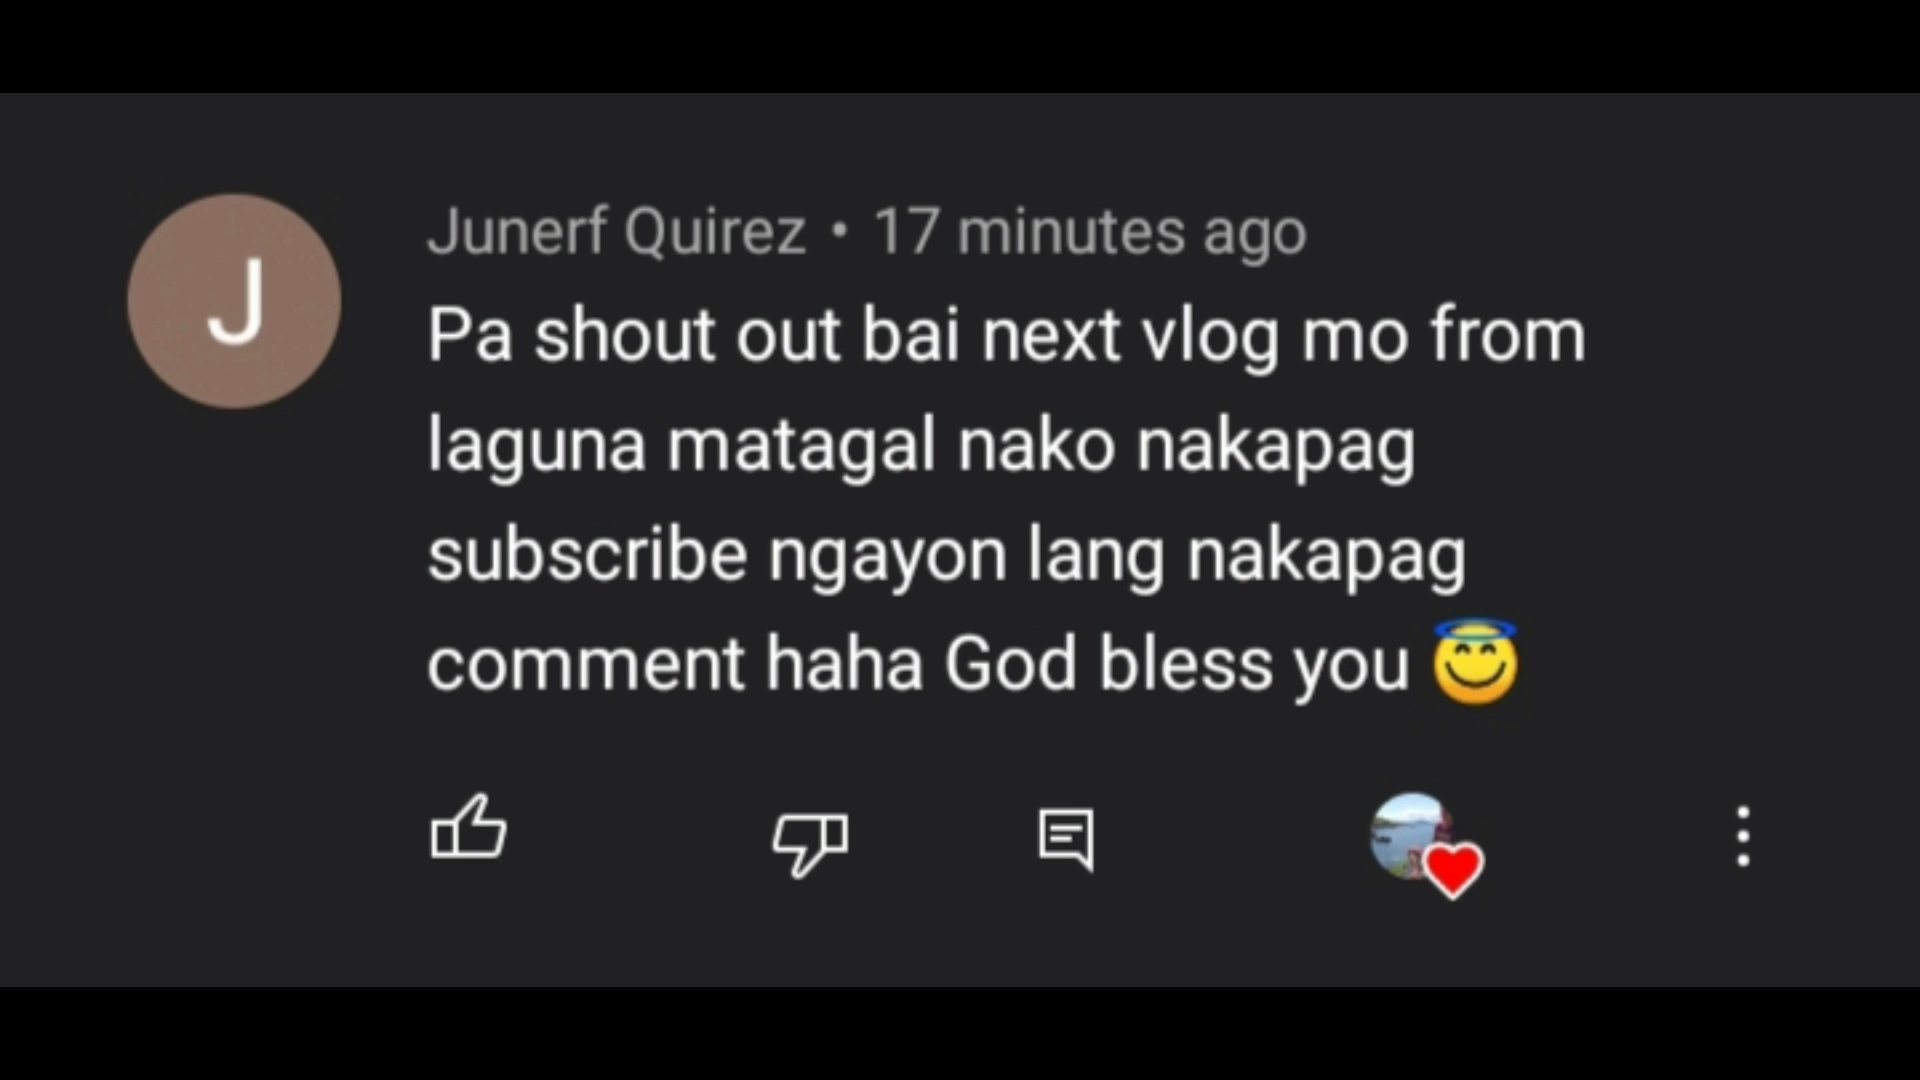 J
Junerf Quirez • 17 minutes ago
Pa shout out bai next vlog mo from
laguna matagal nako nakapag
subscribe ngayon lang nakapag
comment haha God bless you 😇